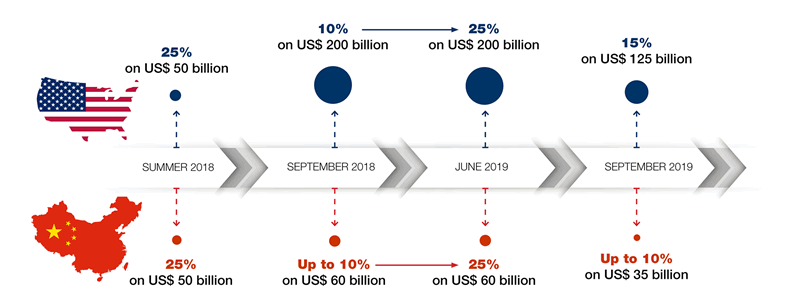 25%
on US$ 50 billion
10%
on US$ 200 billion
25%
on US$ 200 billion
15%
on US$ 125 billion
SUMMER 2018
SEPTEMBER 2018
JUNE 2019
SEPTEMBER 2019
25%
on US$ 50 billion
Up to 10%
on US$ 60 billion
25%
on US$ 60 billion
Up to 10%
on US$ 35 billion